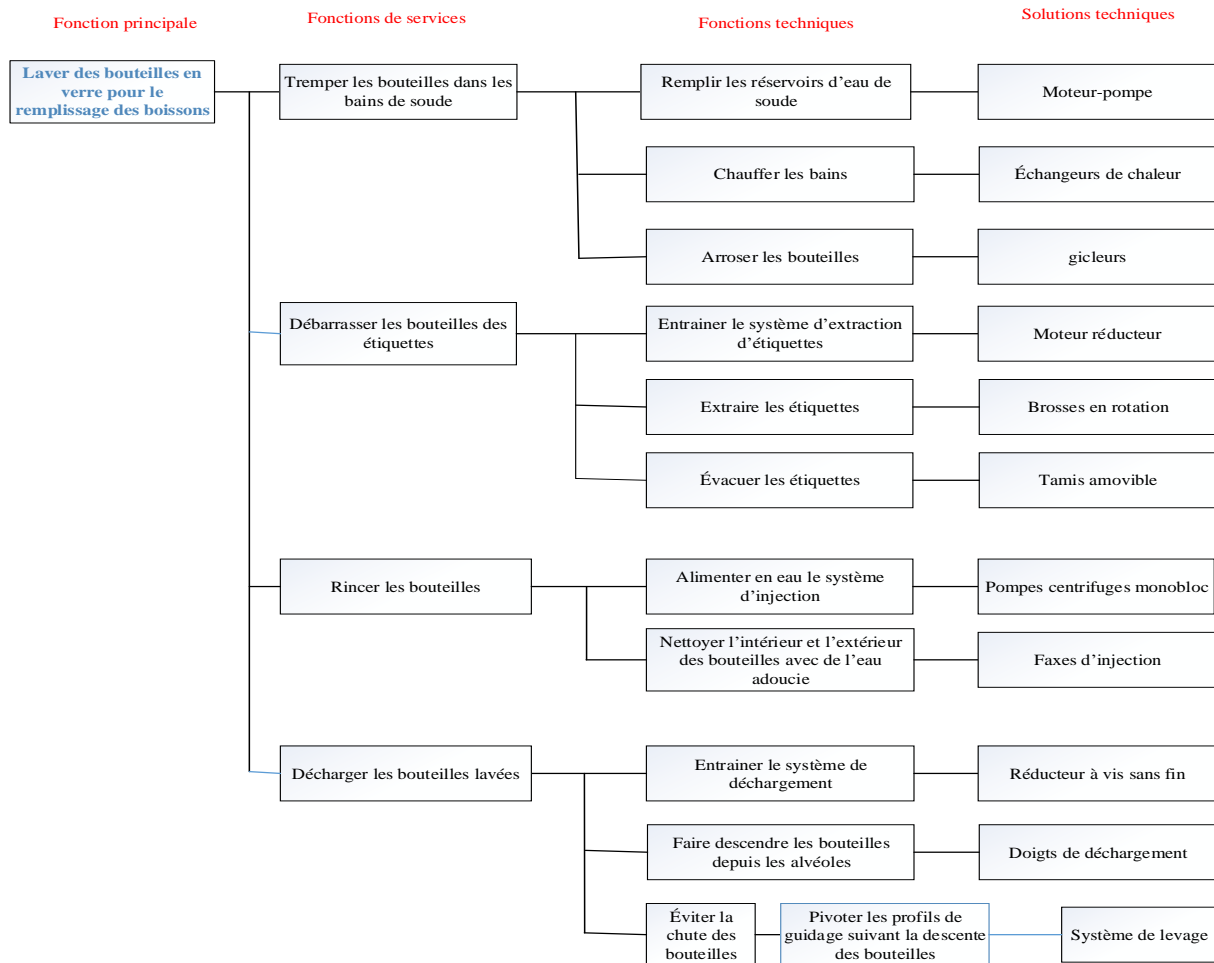 Fonction principale
Fonctions de services
Fonctions techniques
Solutions techniques
Laver des bouteilles en
verre pour le
remplissage des boissons
Tremper les bouteilles dans les
bains de soude
Remplir les réservoirs d'eau de
soude
Moteur-pompe
Chauffer les bains
Échangeurs de chaleur
Arroser les bouteilles
gicleurs
Débarrasser les bouteilles des
étiquettes
Entrainer le système d'extraction
d'étiquettes
Moteur réducteur
Extraire les étiquettes
Brosses en rotation
Évacuer les étiquettes
Tamis amovible
Rincer les bouteilles
Alimenter en eau le système
d'injection
Pompes centrifuges monobloc
Nettoyer l'intérieur et l'extérieur
des bouteilles avec de l'eau
adoucie
Faxes d'injection
Décharger les bouteilles lavées
Entrainer le système de
déchargement
Réducteur à vis sans fin
Faire descendre les bouteilles
depuis les alvéoles
Doigts de déchargement
Éviter la
chute des
bouteilles
Pivoter les profils de
guidage suivant la descente
des bouteilles
Système de levage